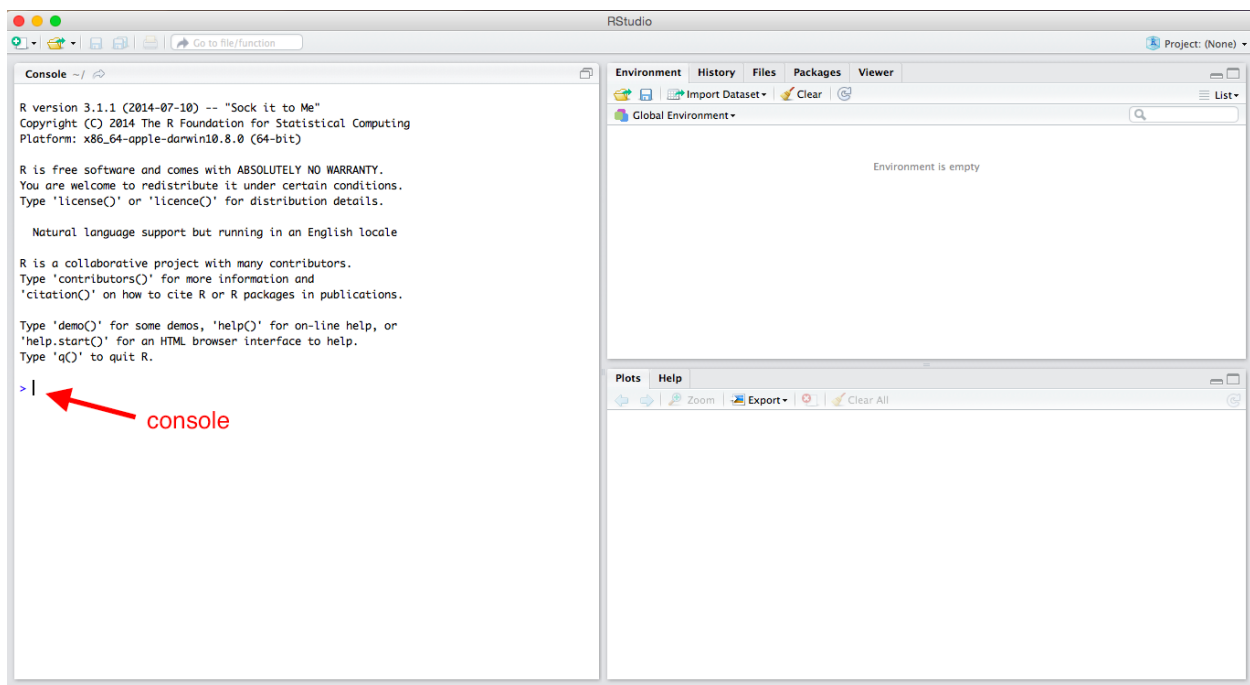 RStudio
Go to file/function
Project: (None)
Console ~/
R version 3.1.1 (2014-07-10) -- "Sock it to Me"
Copyright (C) 2014 The R Foundation for Statistical Computing
Platform: x86_64-apple-darwin10.8.0 (64-bit)
R is free software and comes with ABSOLUTELY NO WARRANTY.
You are welcome to redistribute it under certain conditions.
Type 'license()' or 'licence()' for distribution details.
Natural language support but running in an English locale
R is a collaborative project with many contributors.
Type 'contributors()' for more information and
'citation()' on how to cite R or R packages in publications.
Type 'demo()' for some demos, 'help()' for on-line help, or
'help.start()' for an HTML browser interface to help.
Type 'q()' to quit R.
>
console
Environment History Files Packages Viewer
Import Dataset Clear List
Global Environment
Environment is empty
Plots Help
Zoom Export Clear All